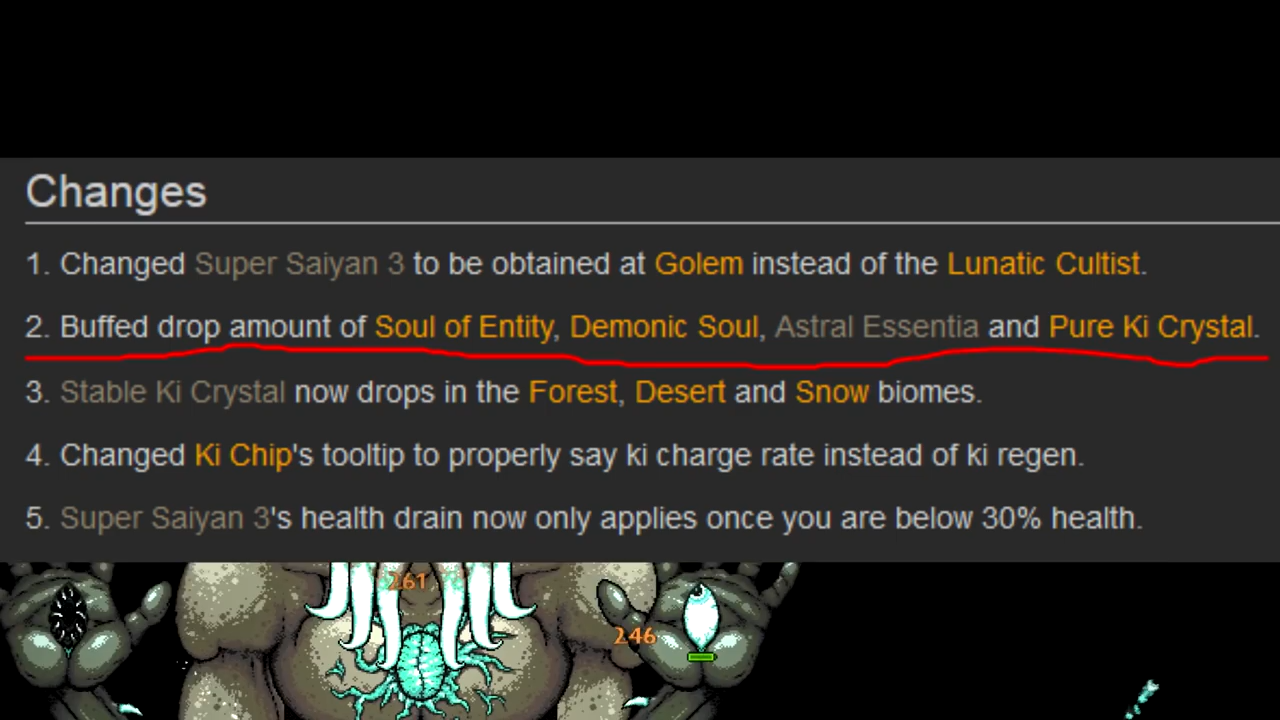 Changes
1. Changed Super Saiyan 3 to be obtained at Golem instead of the Lunatic Cultist.
2. Buffed drop amount of Soul of Entity, Demonic Soul, Astral Essentia and Pure Ki Crystal.
3. Stable Ki Crystal now drops in the Forest, Desert and Snow biomes.
4. Changed Ki Chip's tooltip to properly say ki charge rate instead of ki regen.
5. Super Saiyan 3's health drain now only applies once you are below 30% health.
261
246